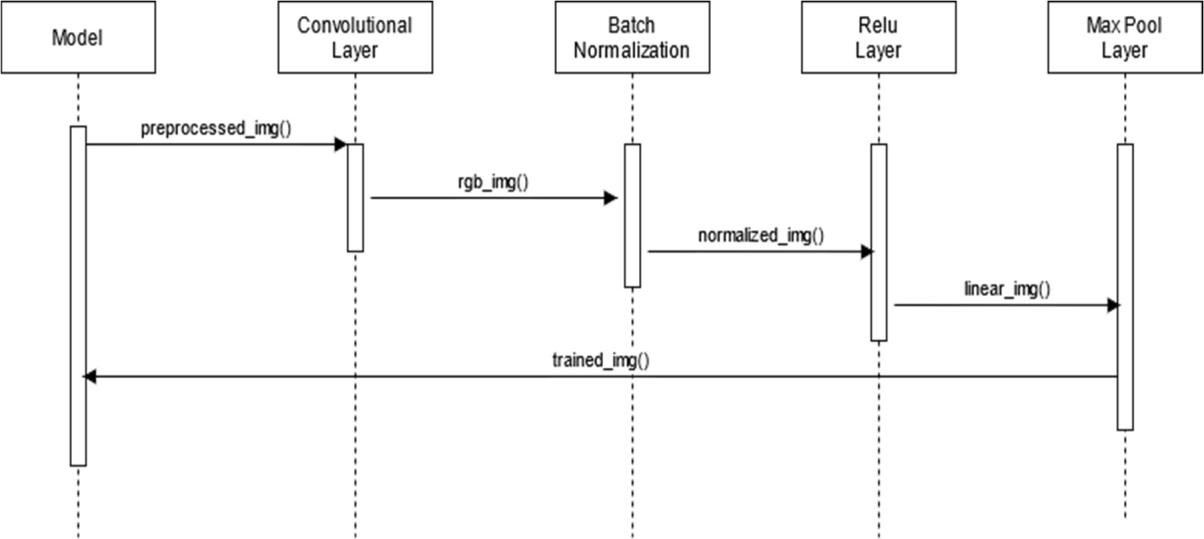 Model
Convolutional
Layer
Batch
Normalization
Relu
Layer
Max Pool
Layer
preprocessed_img()
rgb_img()
normalized_img()
linear_img()
trained_img()